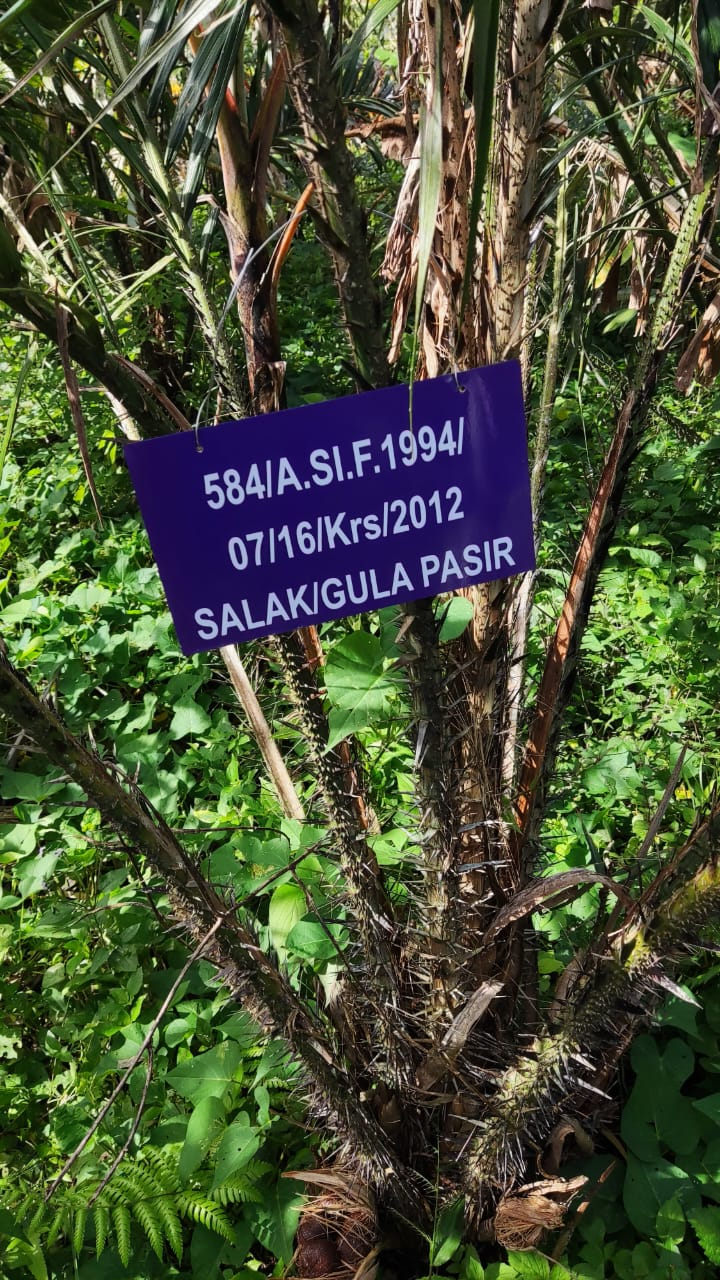 584/A.SI.F.1994/
07/16/Krs/2012
SALAK/GULA PASIR